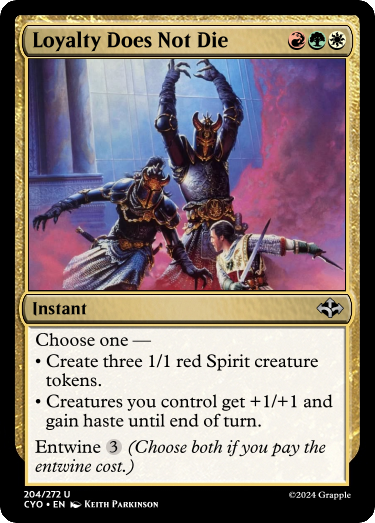 Loyalty Does Not Die
Instant
Choose one —
• Create three 1/1 red Spirit creature
tokens.
• Creatures you control get +1/+1 and
gain haste until end of turn.
Entwine 3 (Choose both if you pay the
entwine cost.)
204/272 U
©2024 Grapple
CYO • EN Keith Parkinson